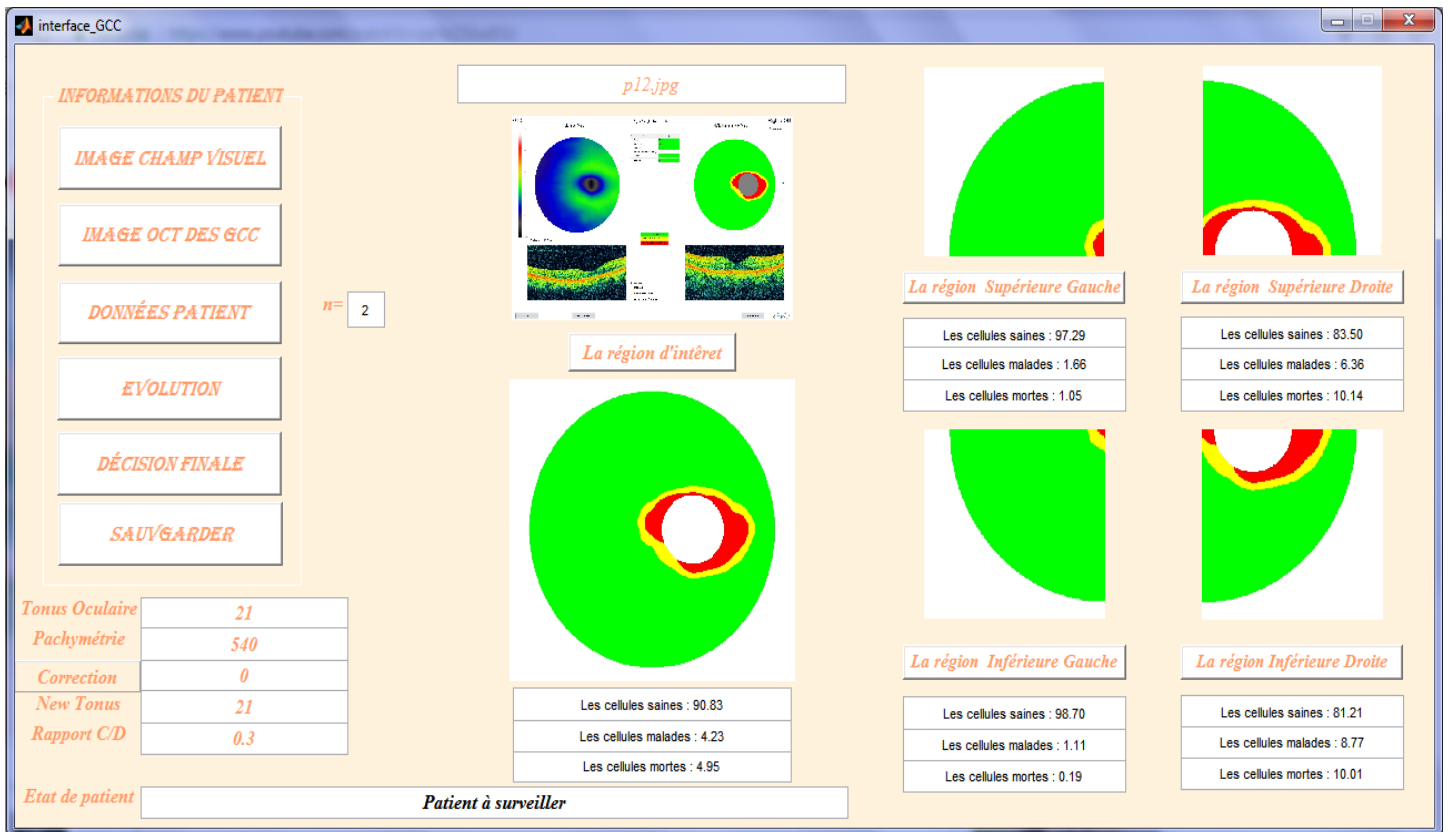 interface_GCC
INFORMATIONS DU PATIENT
IMAGE CHAMP VISUEL
IMAGE OCT DES GCC
DONNÉES PATIENT
EVOLUTION
DÉCISION FINALE
SAUVGARDER
n= 2
Tonus Oculaire 21
Pachymétrie 540
Correction 0
New Tonus 21
Rapport C/D 0.3
Etat de patient Patient à surveiller
p12.jpg
La région d'intêret
Les cellules saines : 90.83
Les cellules malades : 4.23
Les cellules mortes : 4.95
La région Supérieure Gauche
Les cellules saines : 97.29
Les cellules malades : 1.66
Les cellules mortes : 1.05
La région Supérieure Droite
Les cellules saines : 83.50
Les cellules malades : 6.36
Les cellules mortes : 10.14
La région Inférieure Gauche
Les cellules saines : 98.70
Les cellules malades : 1.11
Les cellules mortes : 0.19
La région Inférieure Droite
Les cellules saines : 81.21
Les cellules malades : 8.77
Les cellules mortes : 10.01